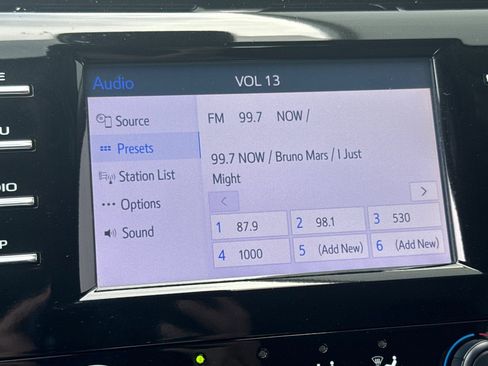 Audio VOL 13
Source
Presets
Station List
Options
Sound
FM 99.7 NOW /
99.7 NOW / Bruno Mars / I Just
Might
< >
1 87.9 2 98.1 3 530
4 1000 5 (Add New) 6 (Add New)